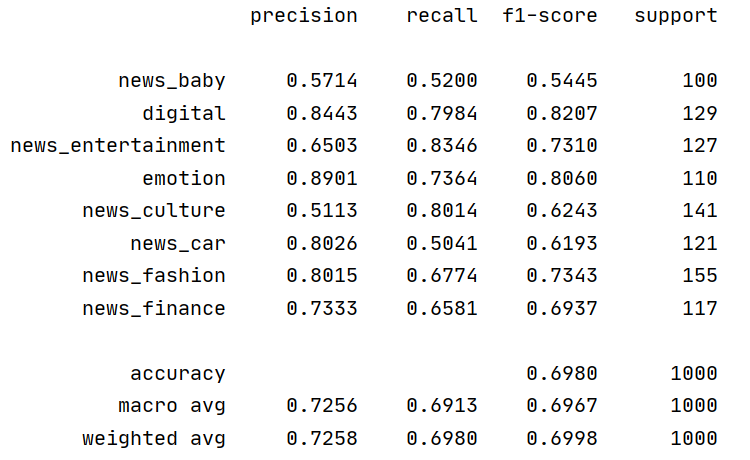 precision recall f1-score support
news_baby 0.5714 0.5200 0.5445 100
digital 0.8443 0.7984 0.8207 129
news_entertainment 0.6503 0.8346 0.7310 127
emotion 0.8901 0.7364 0.8060 110
news_culture 0.5113 0.8014 0.6243 141
news_car 0.8026 0.5041 0.6193 121
news_fashion 0.8015 0.6774 0.7343 155
news_finance 0.7333 0.6581 0.6937 117
accuracy 0.6980 1000
macro avg 0.7256 0.6913 0.6967 1000
weighted avg 0.7258 0.6980 0.6998 1000